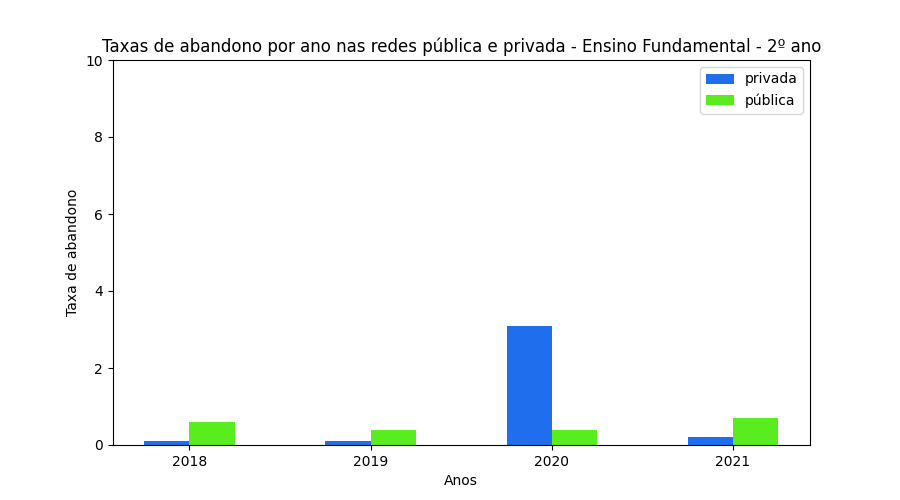 Taxas de abandono por ano nas redes pública e privada - Ensino Fundamental - 2º ano
privada
pública
Taxa de abandono
10
8
6
4
2
0
2018 2019 2020 2021
Anos